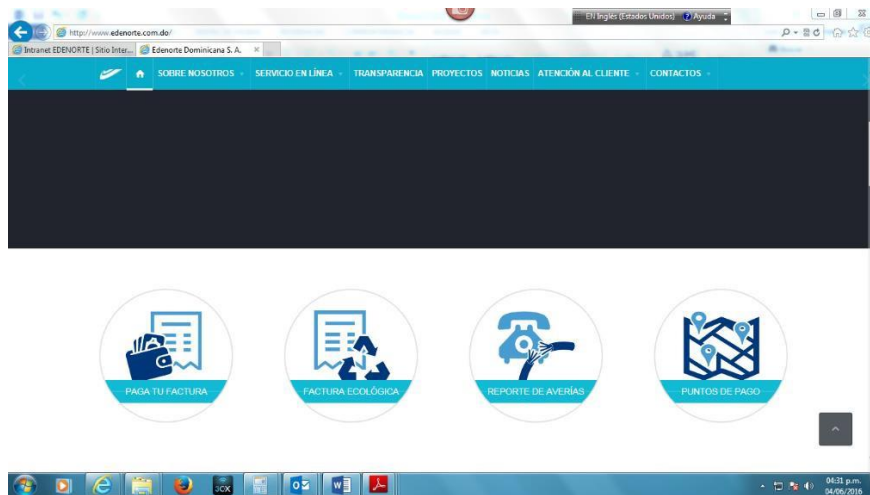 EN Inglés (Estados Unidos) Ayuda
http://www.edenorte.com.do/
Intranet EDENORTE | Sitio Inter... Edenorte Dominicana S. A.
SOBRE NOSOTROS SERVICIO EN LÍNEA TRANSPARENCIA PROYECTOS NOTICIAS ATENCIÓN AL CLIENTE CONTACTOS
PAGA TU FACTURA FACTURA ECOLÓGICA REPORTE DE AVERÍAS PUNTOS DE PAGO
3CX
04:31 p.m.
04/06/2016